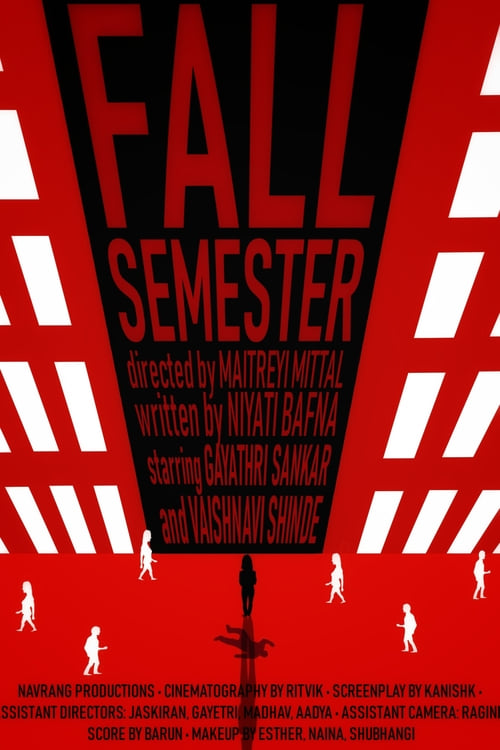 FALL
SEMESTER
directed by MAITREYI MITTAL
written by NIYATI BAFNA
starring GAYATHRI SANKAR
and VAISHNAVI SHINDE
NAVRANG PRODUCTIONS · CINEMATOGRAPHY BY RITVIK · SCREENPLAY BY KANISHK ·
ASSISTANT DIRECTORS: JASKIRAN, GAYETRI, MADHAV, AADYA · ASSISTANT CAMERA: RAGINI
SCORE BY BARUN · MAKEUP BY ESTHER, NAINA, SHUBHANGI